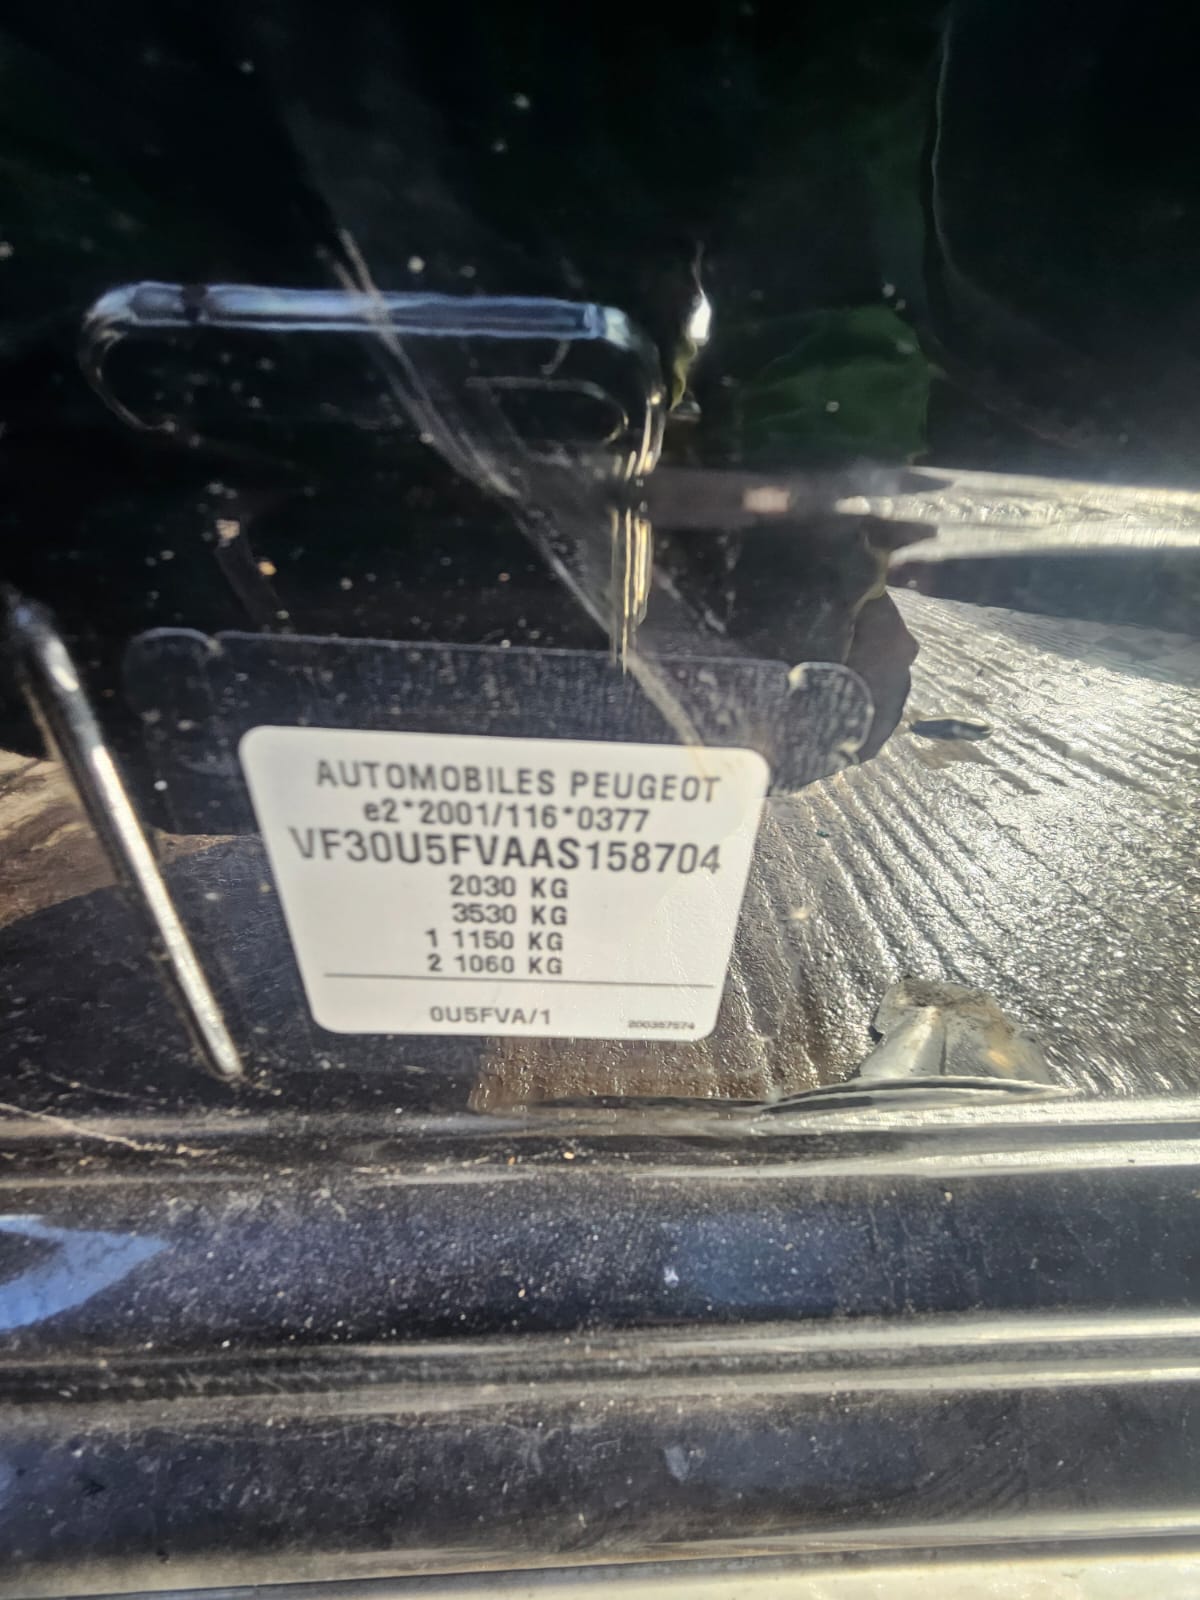 AUTOMOBILES PEUGEOT
e2*2001/116*0377
VF30U5FVAAS158704
2030 KG
3530 KG
1 1150 KG
2 1060 KG
0U5FVA/1